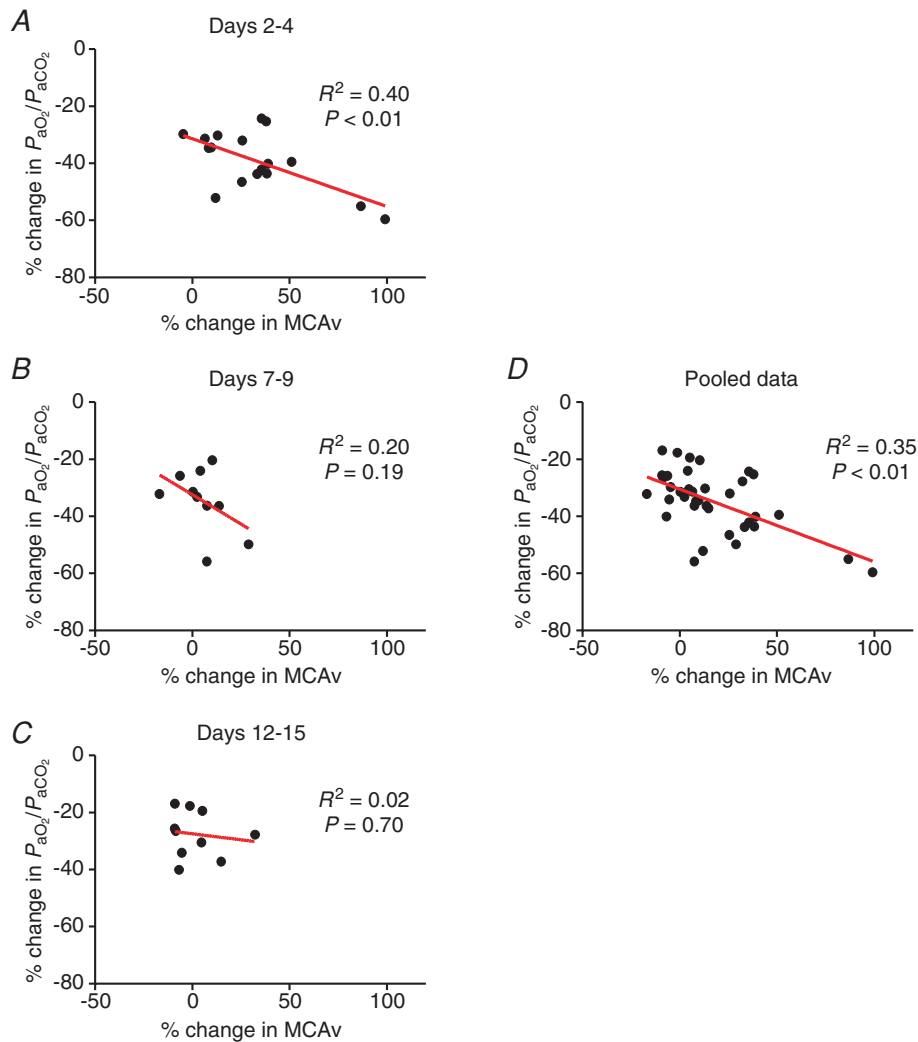 A
Days 2-4
R² = 0.40
P < 0.01
% change in PaO₂/PaCO₂
0
-20
-40
-60
-80
-50 0 50 100
% change in MCAv
B
Days 7-9
R² = 0.20
P = 0.19
% change in PaO₂/PaCO₂
0
-20
-40
-60
-80
-50 0 50 100
% change in MCAv
D
Pooled data
R² = 0.35
P < 0.01
% change in PaO₂/PaCO₂
0
-20
-40
-60
-80
-50 0 50 100
% change in MCAv
C
Days 12-15
R² = 0.02
P = 0.70
% change in PaO₂/PaCO₂
0
-20
-40
-60
-80
-50 0 50 100
% change in MCAv